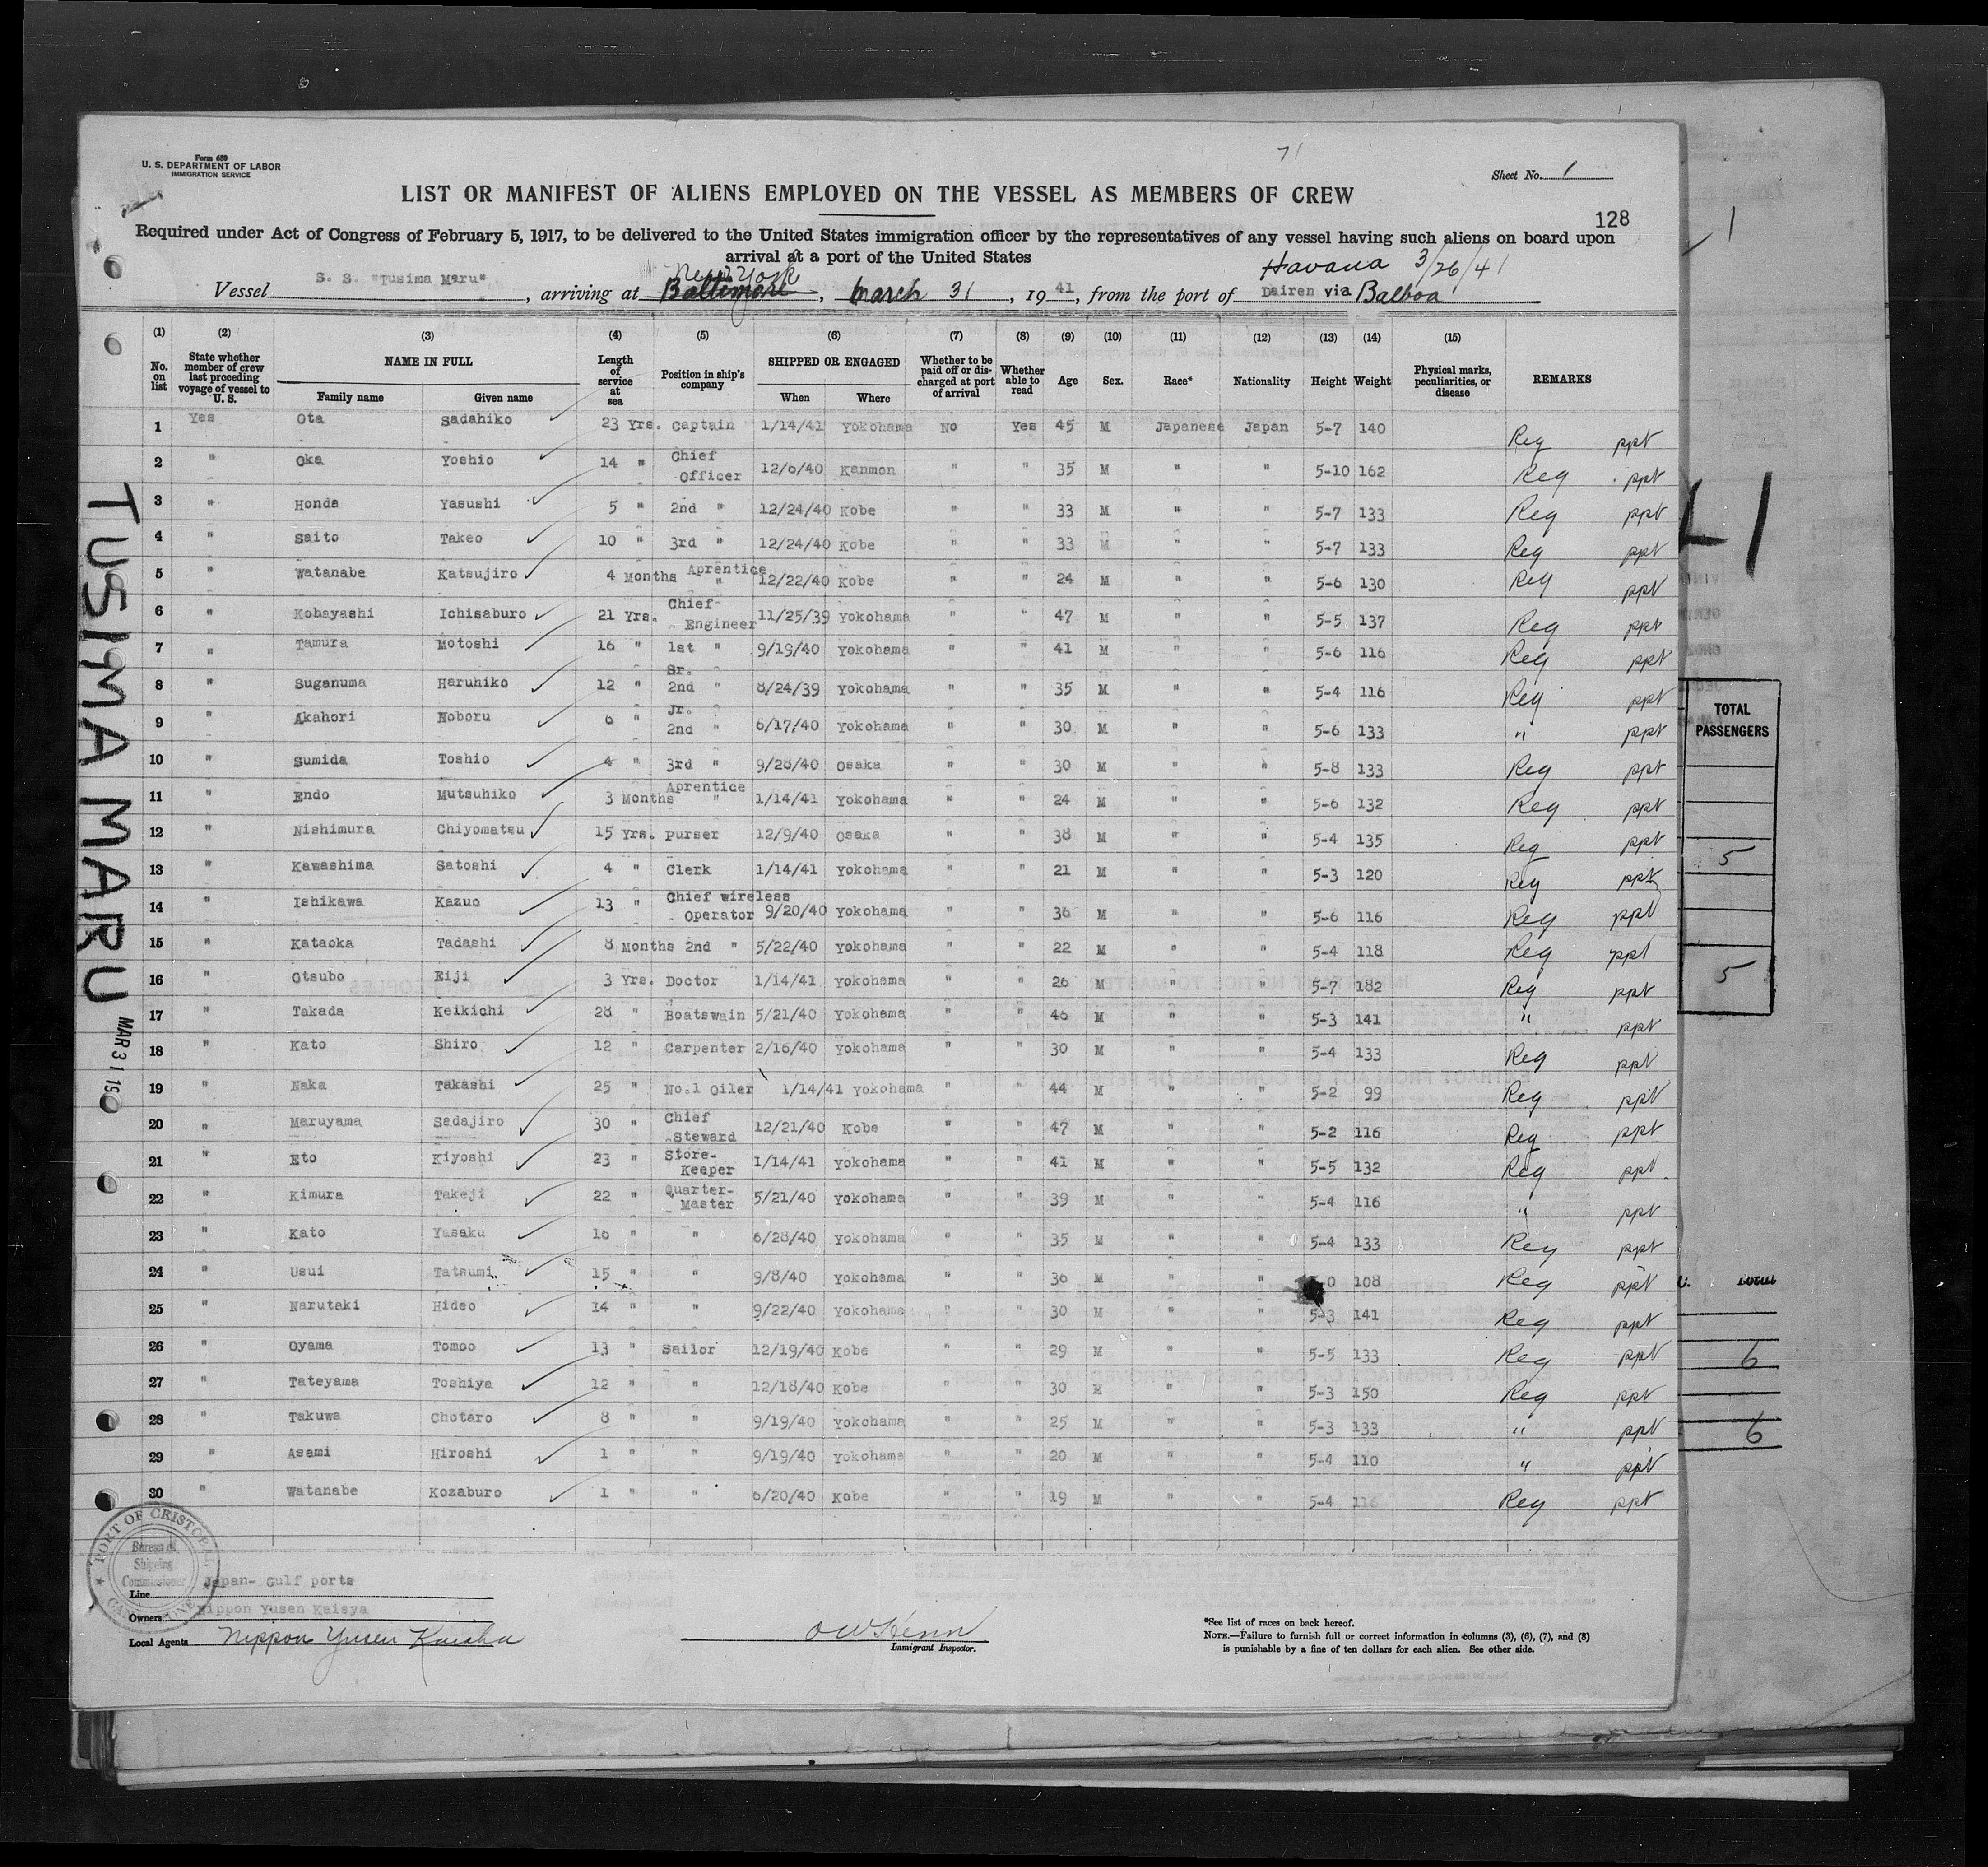 71
Form 689
U. S. DEPARTMENT OF LABOR
IMMIGRATION SERVICE
Sheet No. 1
LIST OR MANIFEST OF ALIENS EMPLOYED ON THE VESSEL AS MEMBERS OF CREW
128
Required under Act of Congress of February 5, 1917, to be delivered to the United States immigration officer by the representatives of any vessel having such aliens on board upon
arrival at a port of the United States
New York Havana 3/26/41
Vessel S. S. "Tusima Maru", arriving at Baltimore, March 31, 1941, from the port of Dairen via Balboa
(1) (2) (3) (4) (5) (6) (7) (8) (9) (10) (11) (12) (13) (14) (15)
No. on list | State whether member of crew last preceding voyage of vessel to U. S. | NAME IN FULL Family name Given name | Length of service at sea | Position in ship's company | SHIPPED OR ENGAGED When Where | Whether to be paid off or discharged at port of arrival | Whether able to read | Age | Sex. | Race* | Nationality | Height | Weight | Physical marks, peculiarities, or disease | REMARKS
1 Yes Ota Sadahiko 23 Yrs. Captain 1/14/41 Yokohama No Yes 45 M Japanese Japan 5-7 140 Reg ppt
2 " Oka Yoshio 14 " Chief Officer 12/6/40 Kanmon " " 35 M " " 5-10 162 Reg ppt
3 " Honda Yasushi 5 " 2nd " 12/24/40 Kobe " " 33 M " " 5-7 133 Reg ppt
4 " Saito Takeo 10 " 3rd " 12/24/40 Kobe " " 33 M " " 5-7 133 Reg ppt
5 " Watanabe Katsujiro 4 Months Aprentice " 12/22/40 Kobe " " 24 M " " 5-6 130 Reg ppt
6 " Kobayashi Ichisaburo 21 Yrs. Chief Engineer 11/25/39 Yokohama " " 47 M " " 5-5 137 Reg ppt
7 " Tamura Motoshi 16 " 1st " 9/19/40 Yokohama " " 41 M " " 5-6 116 Reg ppt
8 " Suganuma Haruhiko 12 " Sr. 2nd " 8/24/39 Yokohama " " 35 M " " 5-4 116 Reg ppt
9 " Akahori Noboru 6 " Jr. 2nd " 6/17/40 Yokohama " " 30 M " " 5-6 133 " ppt
10 " Sumida Toshio 4 " 3rd " 9/28/40 Osaka " " 30 M " " 5-8 133 Reg ppt
11 " Endo Mutsuhiko 3 Months Aprentice " 1/14/41 Yokohama " " 24 M " " 5-6 132 Reg ppt
12 " Nishimura Chiyomatsu 15 Yrs. Purser 12/9/40 Osaka " " 38 M " " 5-4 135 Reg ppt
13 " Kawashima Satoshi 4 " Clerk 1/14/41 Yokohama " " 21 M " " 5-3 120 Reg ppt
14 " Ishikawa Kazuo 13 " Chief wireless Operator 9/20/40 Yokohama " " 36 M " " 5-6 116 Reg ppt
15 " Kataoka Tadashi 8 Months 2nd " 5/22/40 Yokohama " " 22 M " " 5-4 118 Reg ppt
16 " Otsubo Eiji 3 Yrs. Doctor 1/14/41 Yokohama " " 26 M " " 5-7 182 Reg ppt
17 " Takada Keikichi 28 " Boatswain 5/21/40 Yokohama " " 46 M " " 5-3 141 " ppt
18 " Kato Shiro 12 " Carpenter 2/16/40 Yokohama " " 30 M " " 5-4 133 Reg ppt
19 " Naka Takashi 25 " No.1 Oiler 1/14/41 Yokohama " " 44 M " " 5-2 99 Reg ppt
20 " Maruyama Sadajiro 30 " Chief Steward 12/21/40 Kobe " " 47 M " " 5-2 116 Reg ppt
21 " Eto Kiyoshi 23 " Store-Keeper 1/14/41 Yokohama " " 41 M " " 5-5 132 Reg ppt
22 " Kimura Takeji 22 " Quarter-Master 5/21/40 Yokohama " " 39 M " " 5-4 116 " ppt
23 " Kato Yasaku 16 " " 6/28/40 Yokohama " " 35 M " " 5-4 133 Reg ppt
24 " Usui Tatsumi 15 " " 9/8/40 Yokohama " " 36 M " " 0 108 Reg ppt
25 " Narutaki Hideo 14 " " 9/22/40 Yokohama " " 30 M " " 5-3 141 Reg ppt
26 " Oyama Tomoo 13 " Sailor 12/19/40 Kobe " " 29 M " " 5-5 133 Reg ppt
27 " Tateyama Toshiya 12 " " 12/18/40 Kobe " " 30 M " " 5-3 150 Reg ppt
28 " Takuwa Chotaro 8 " " 9/19/40 Yokohama " " 25 M " " 5-3 133 " ppt
29 " Asami Hiroshi 1 " " 9/19/40 Yokohama " " 20 M " " 5-4 110 " ppt
30 " Watanabe Kozaburo 1 " " 6/20/40 Kobe " " 19 M " " 5-4 116 Reg ppt
TUSIMA MARU
MAR 31 19
PORT OF CRISTOBAL
Bureau of
Shipping
Commissioner
CANAL ZONE
Line Japan- Gulf ports
Owners Nippon Yusen Kaisya
Local Agents Nippon Yusen Kaisha
Immigrant Inspector.
*See list of races on back hereof.
NOTE.—Failure to furnish full or correct information in columns (3), (6), (7), and (8)
is punishable by a fine of ten dollars for each alien. See other side.
TOTAL
PASSENGERS
5
5
Total
6
6